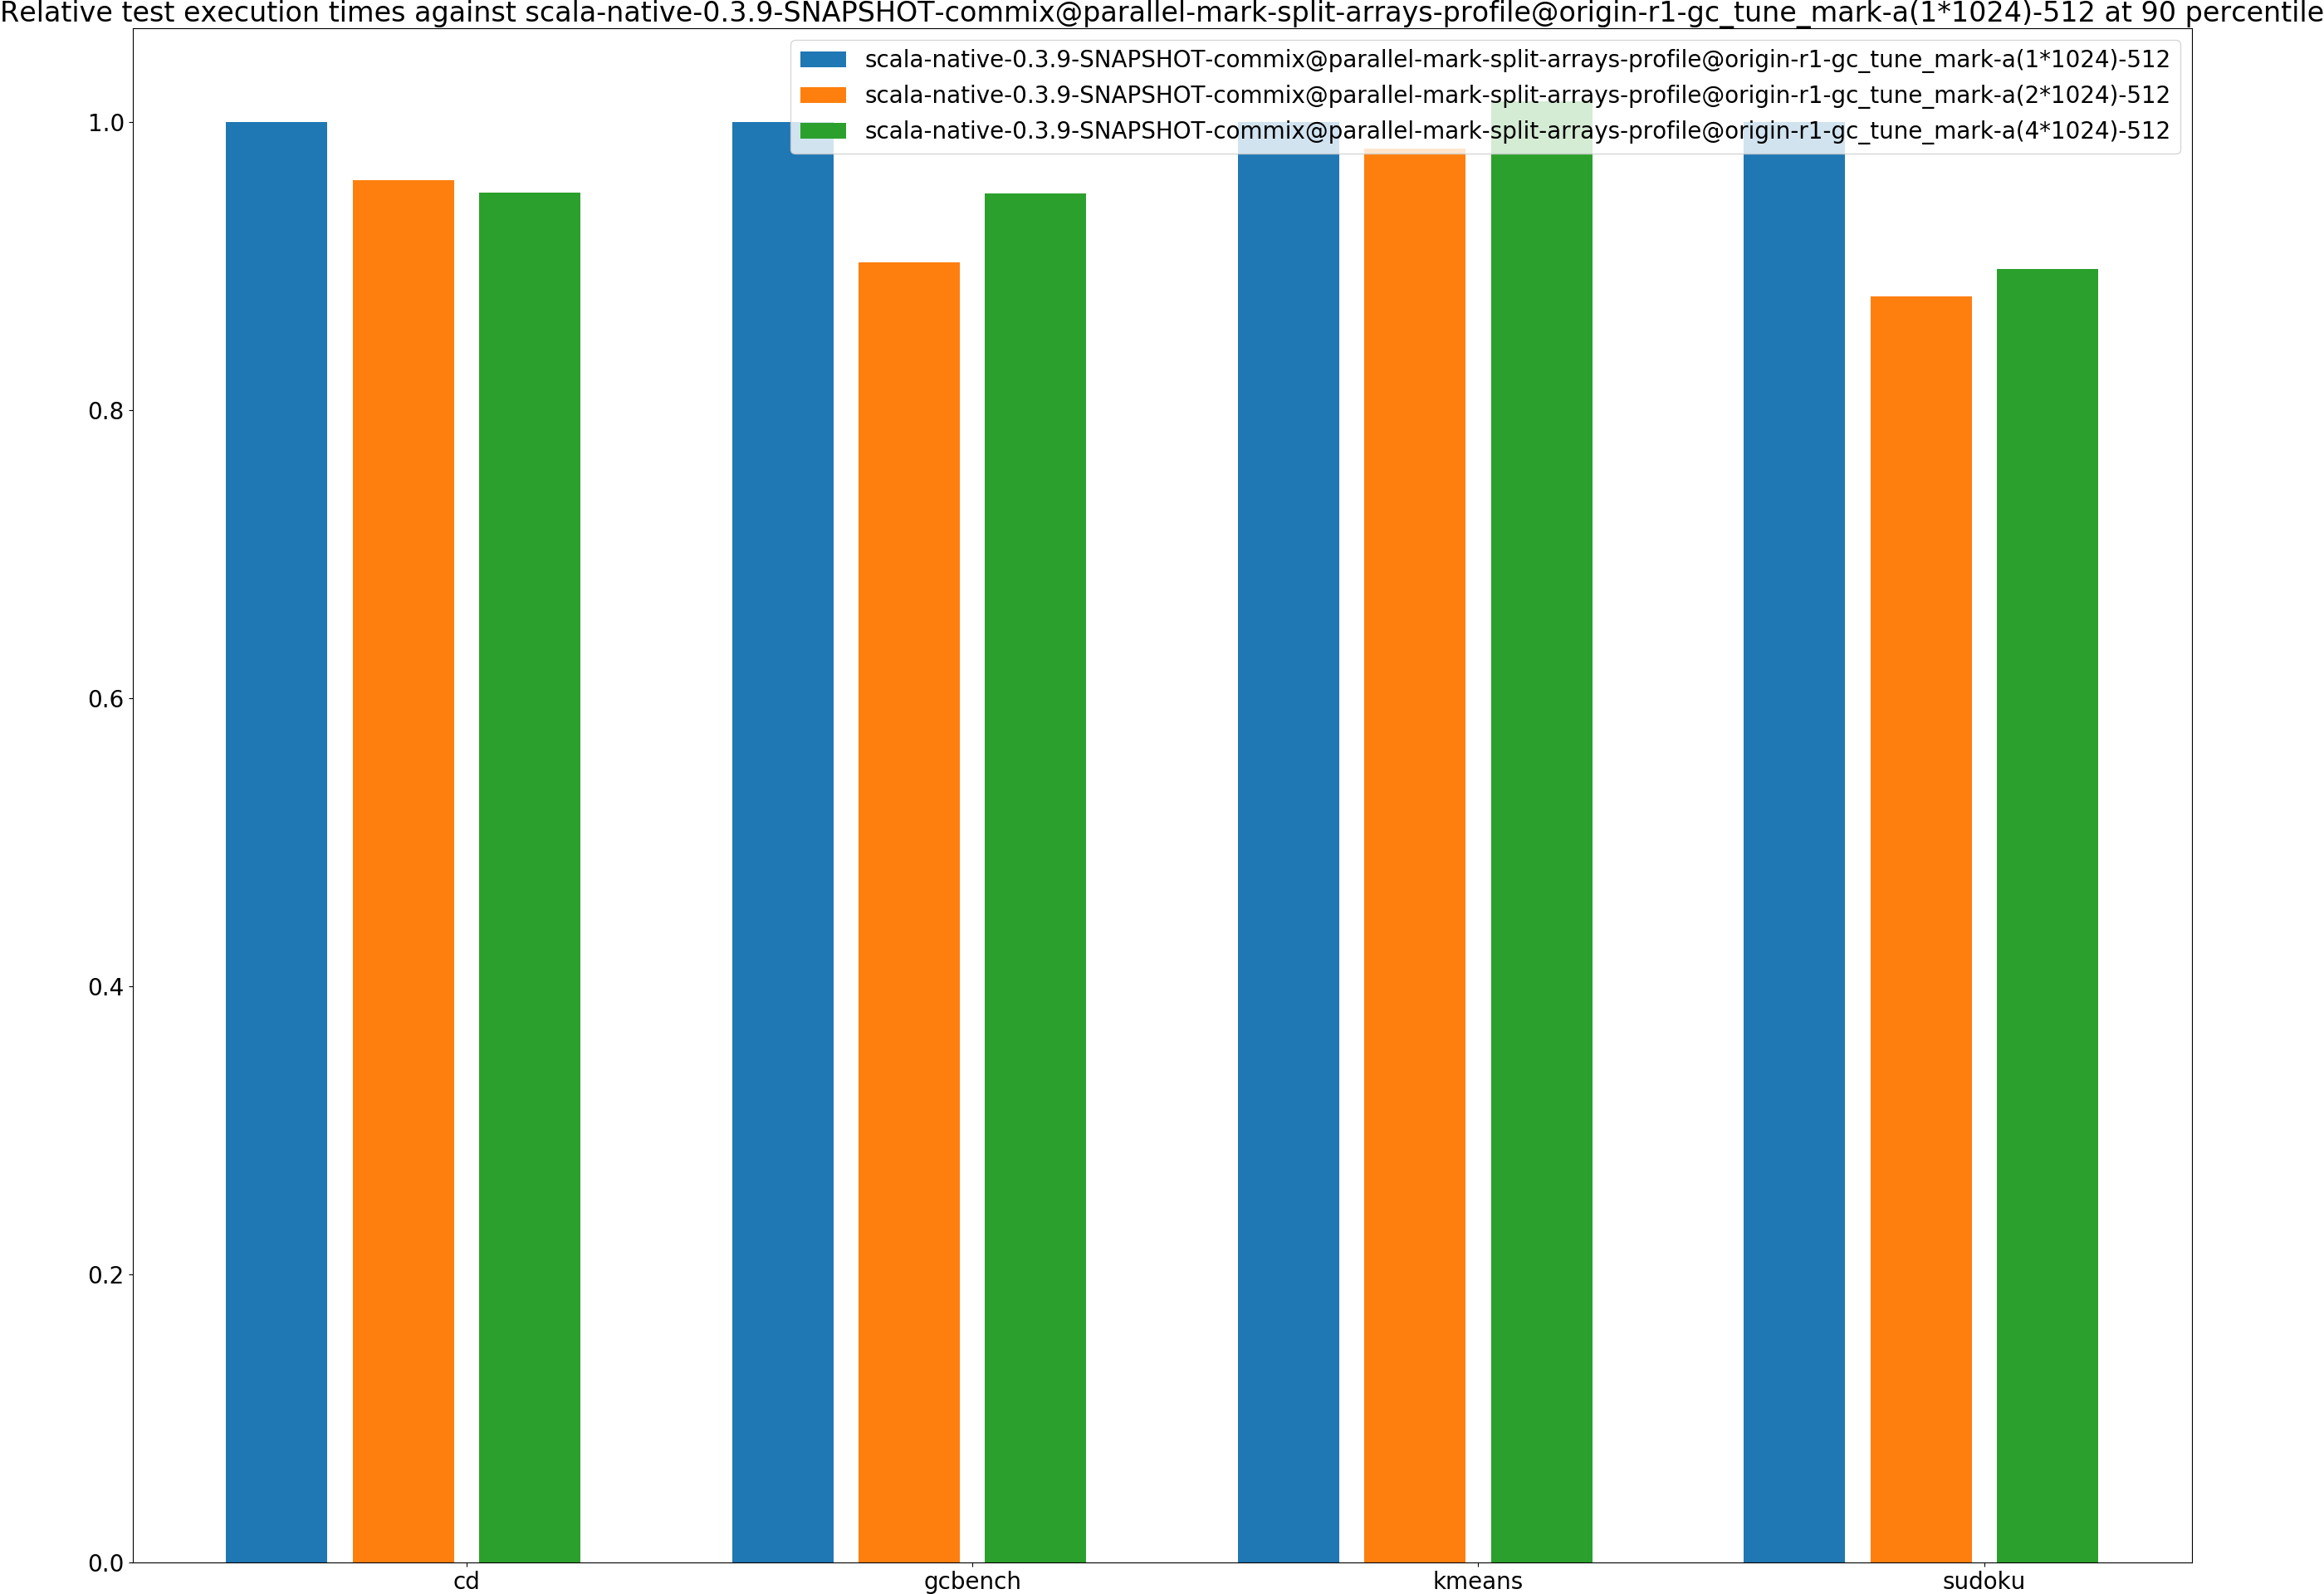 Relative test execution times against scala-native-0.3.9-SNAPSHOT-commix@parallel-mark-split-arrays-profile@origin-r1-gc_tune_mark-a(1*1024)-512 at 90 percentile
scala-native-0.3.9-SNAPSHOT-commix@parallel-mark-split-arrays-profile@origin-r1-gc_tune_mark-a(1*1024)-512
scala-native-0.3.9-SNAPSHOT-commix@parallel-mark-split-arrays-profile@origin-r1-gc_tune_mark-a(2*1024)-512
scala-native-0.3.9-SNAPSHOT-commix@parallel-mark-split-arrays-profile@origin-r1-gc_tune_mark-a(4*1024)-512
1.0
0.8
0.6
0.4
0.2
0.0
cd gcbench kmeans sudoku